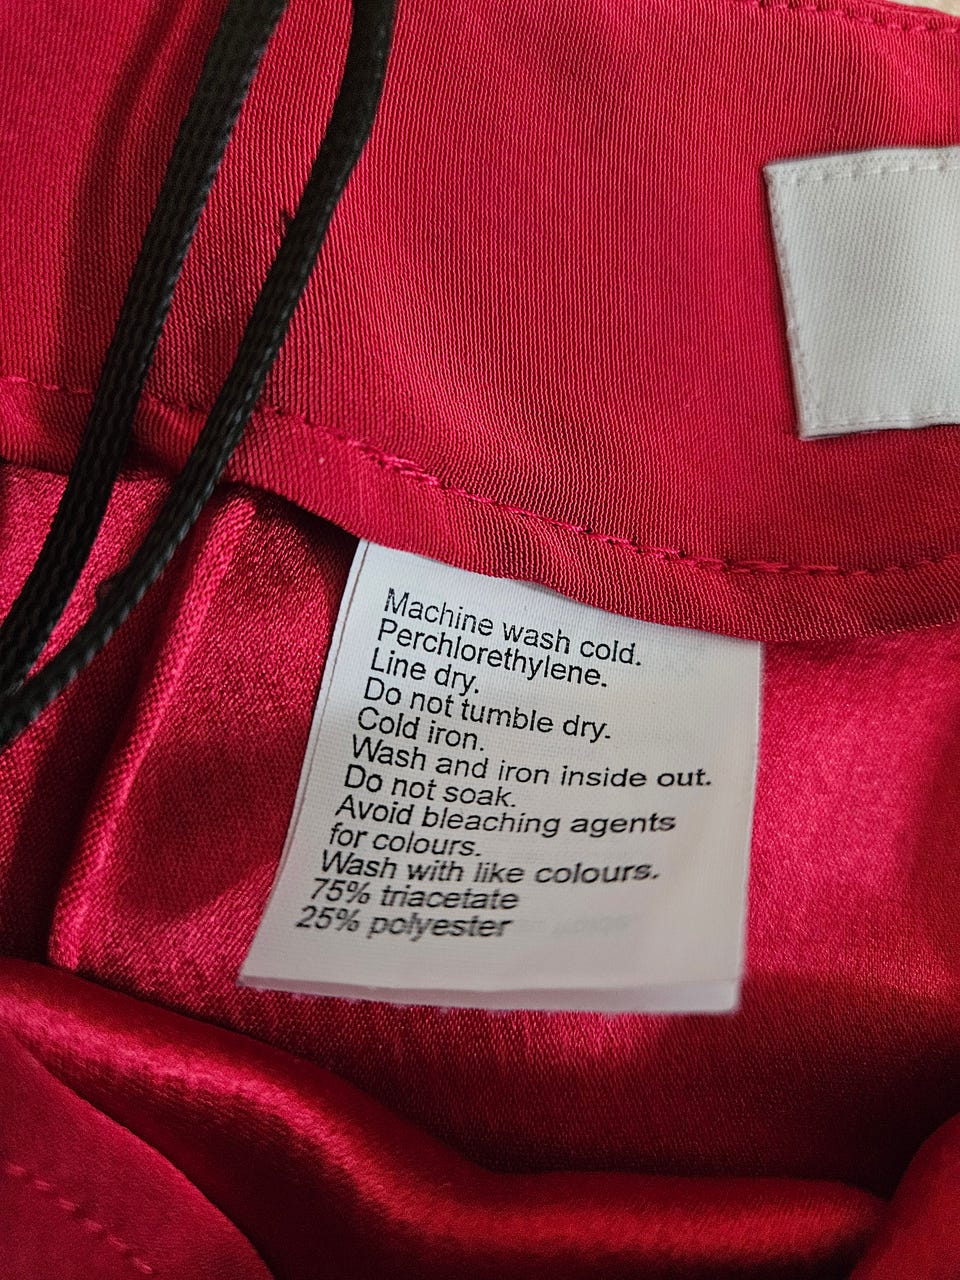 Machine wash cold.
Perchlorethylene.
Line dry.
Do not tumble dry.
Cold iron.
Wash and iron inside out.
Do not soak.
Avoid bleaching agents
for colours.
Wash with like colours.
75% triacetate
25% polyester